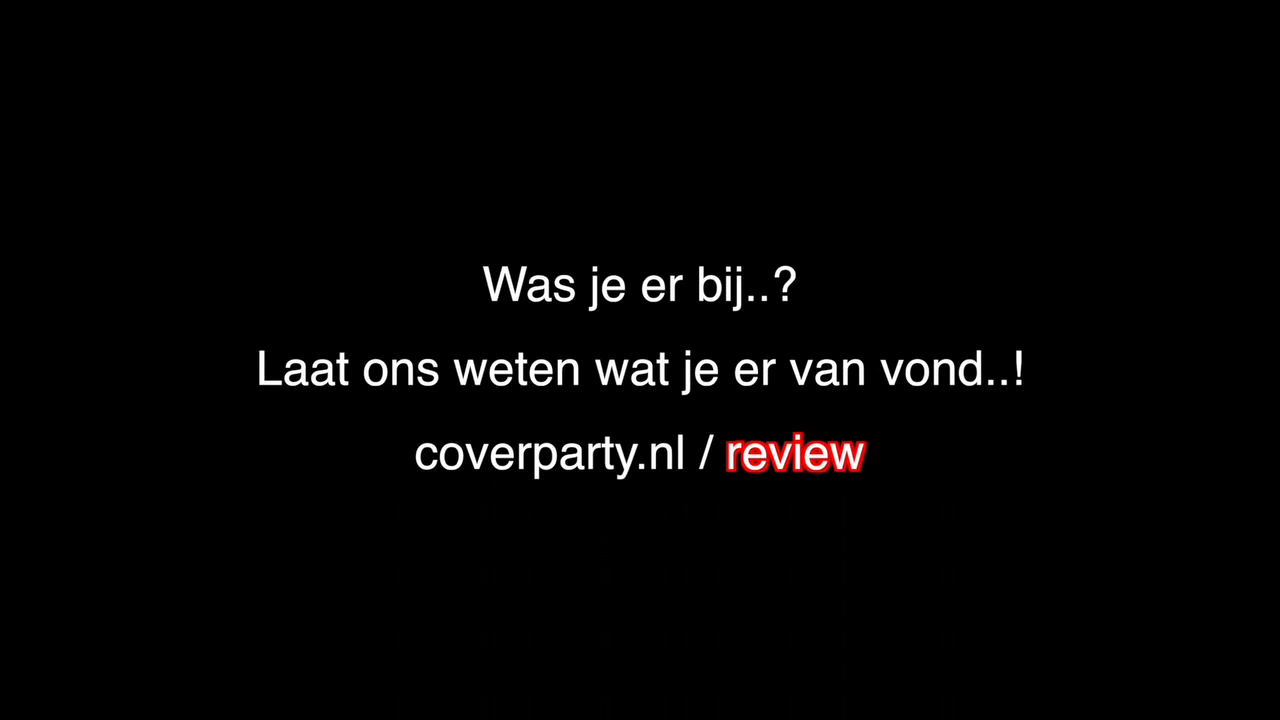 Was je er bij..?
Laat ons weten wat je er van vond..!
coverparty.nl / review